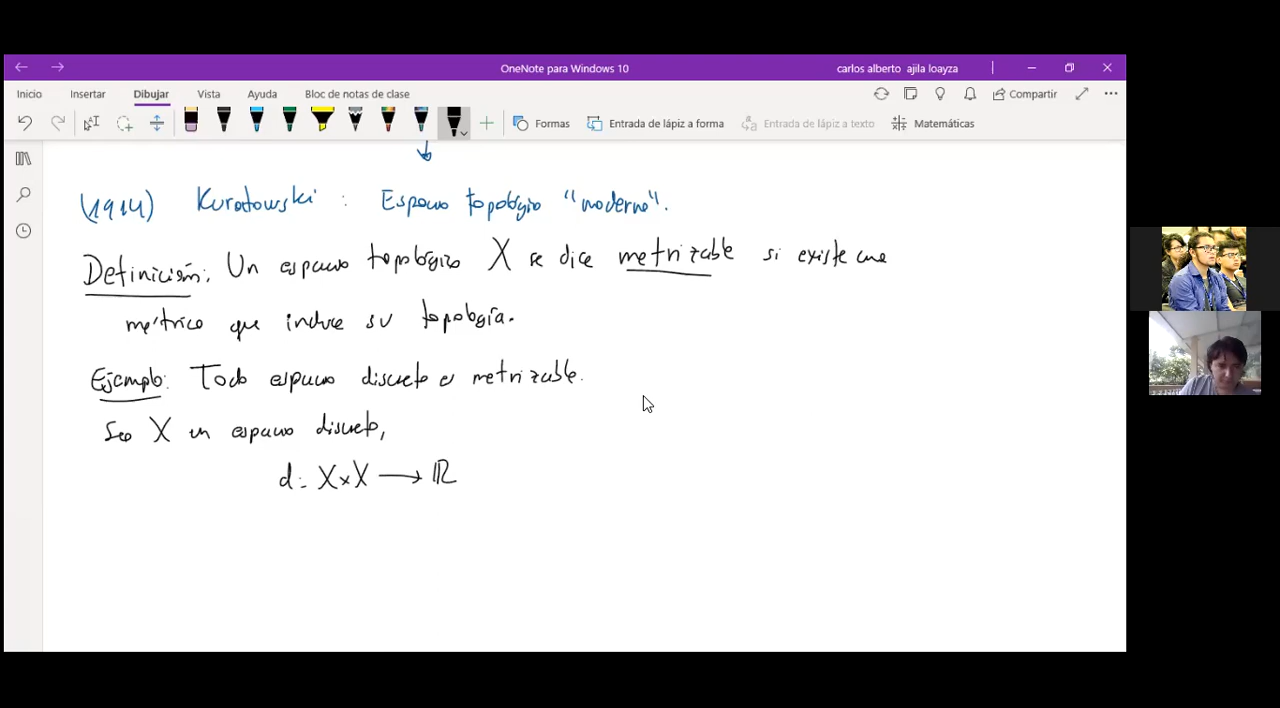 OneNote para Windows 10
carlos alberto ajila loayza
Inicio Insertar Dibujar Vista Ayuda Bloc de notas de clase
Compartir
Formas Entrada de lápiz a forma Entrada de lápiz a texto Matemáticas
(1914) Kuratowski : Espacio topológico "moderno".
Definición: Un espacio topológico X se dice metrizable si existe una
métrica que induce su topología.
Ejemplo: Todo espacio discreto es metrizable.
Sea X un espacio discreto,
d: X×X → ℝ